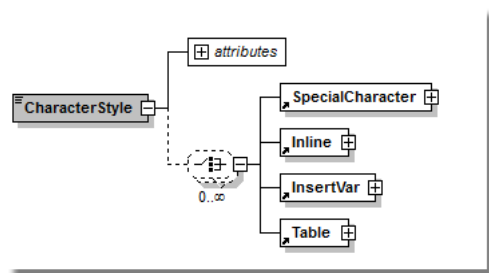 attributes
CharacterStyle
SpecialCharacter
Inline
0..∞
InsertVar
Table